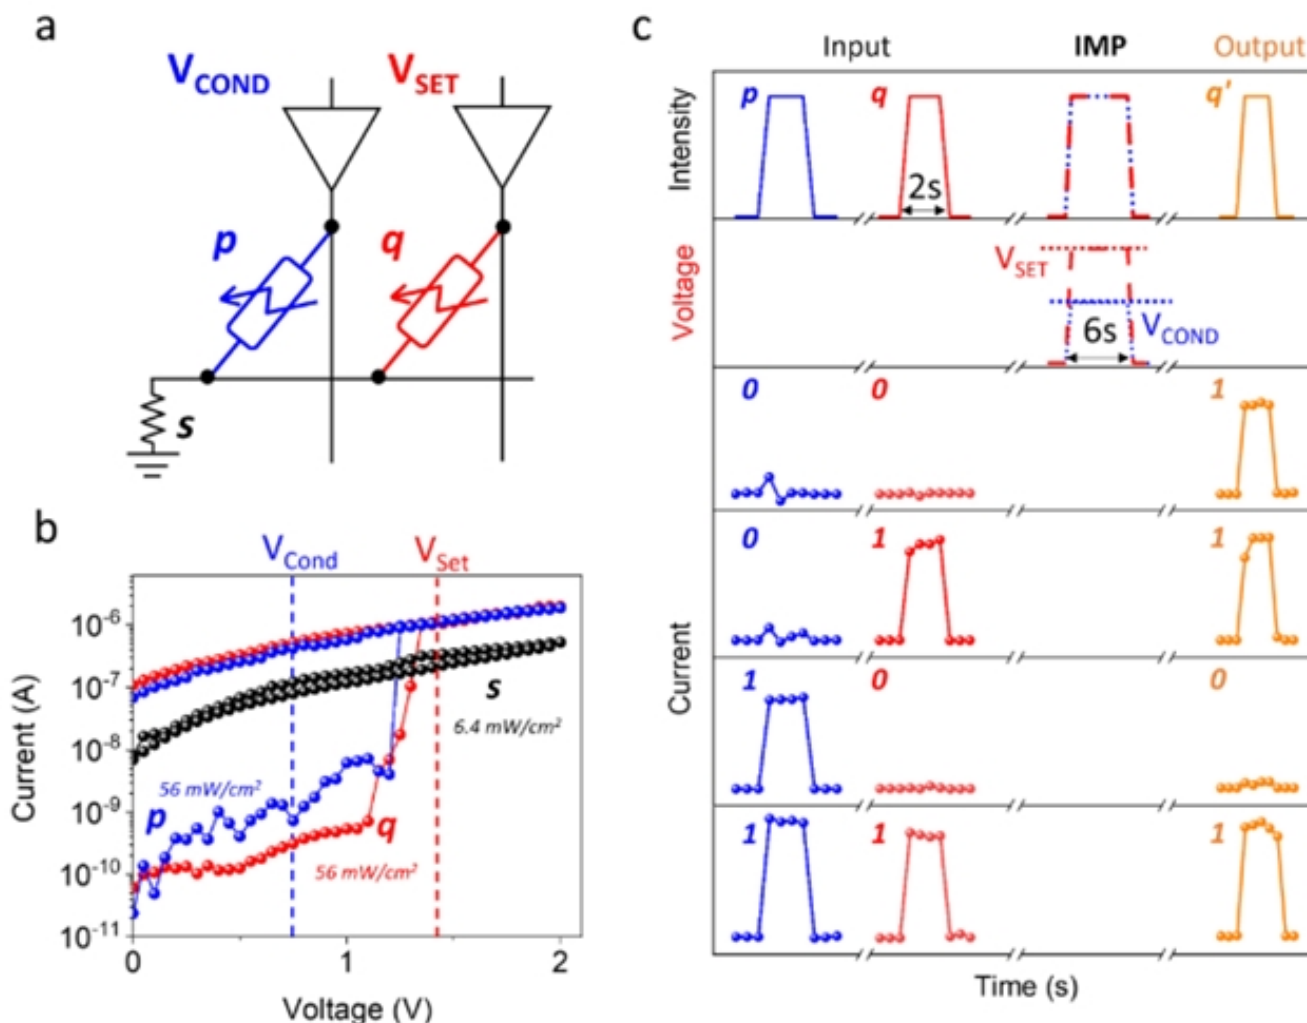 a
V_COND V_SET
p q
s
b
V_Cond V_Set
10^-6
10^-7
10^-8
10^-9
10^-10
10^-11
Current (A)
s
6.4 mW/cm²
56 mW/cm²
p
q
56 mW/cm²
0 1 2
Voltage (V)
c
Input IMP Output
Intensity
p q q'
2s
Voltage
V_SET
V_COND
6s
Current
0 0 1
0 1 1
1 0 0
1 1 1
Time (s)